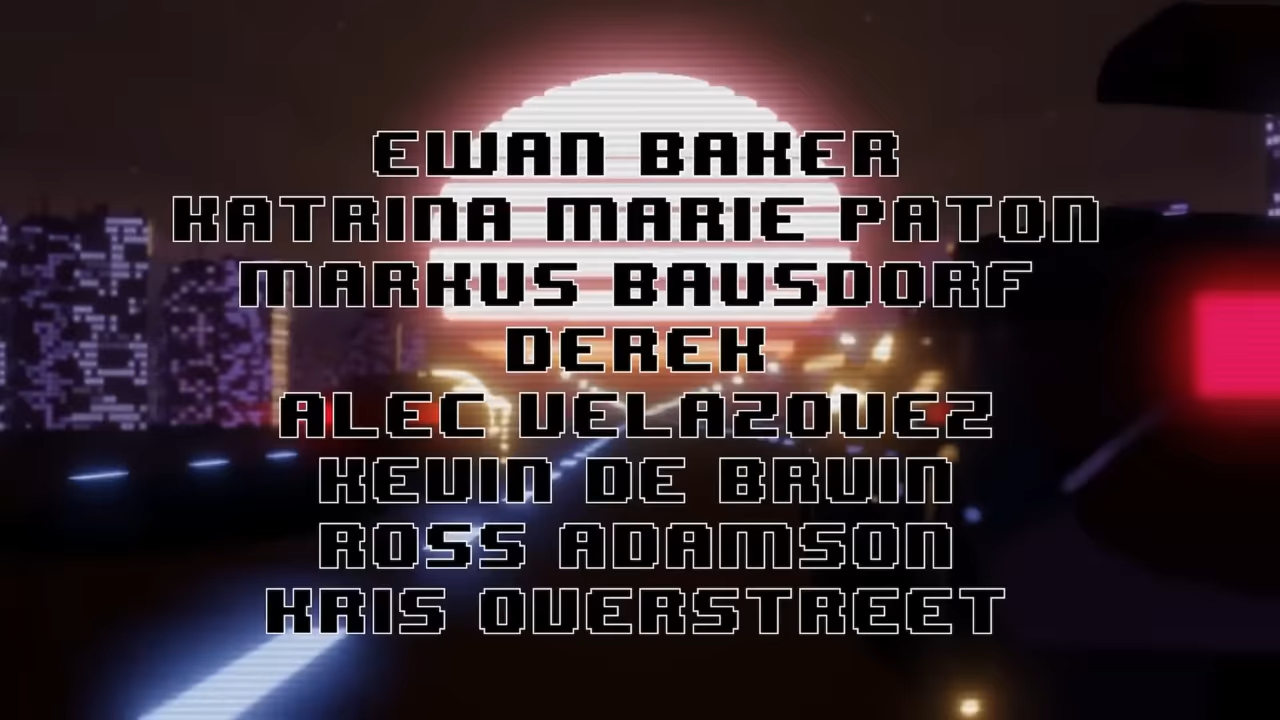 EWAN BAKER
KATRINA MARIE PATON
MARKUS BAUSDORF
DEREK
ALEC VELAZQUEZ
KEVIN DE BRUIN
ROSS ADAMSON
KRIS OVERSTREET